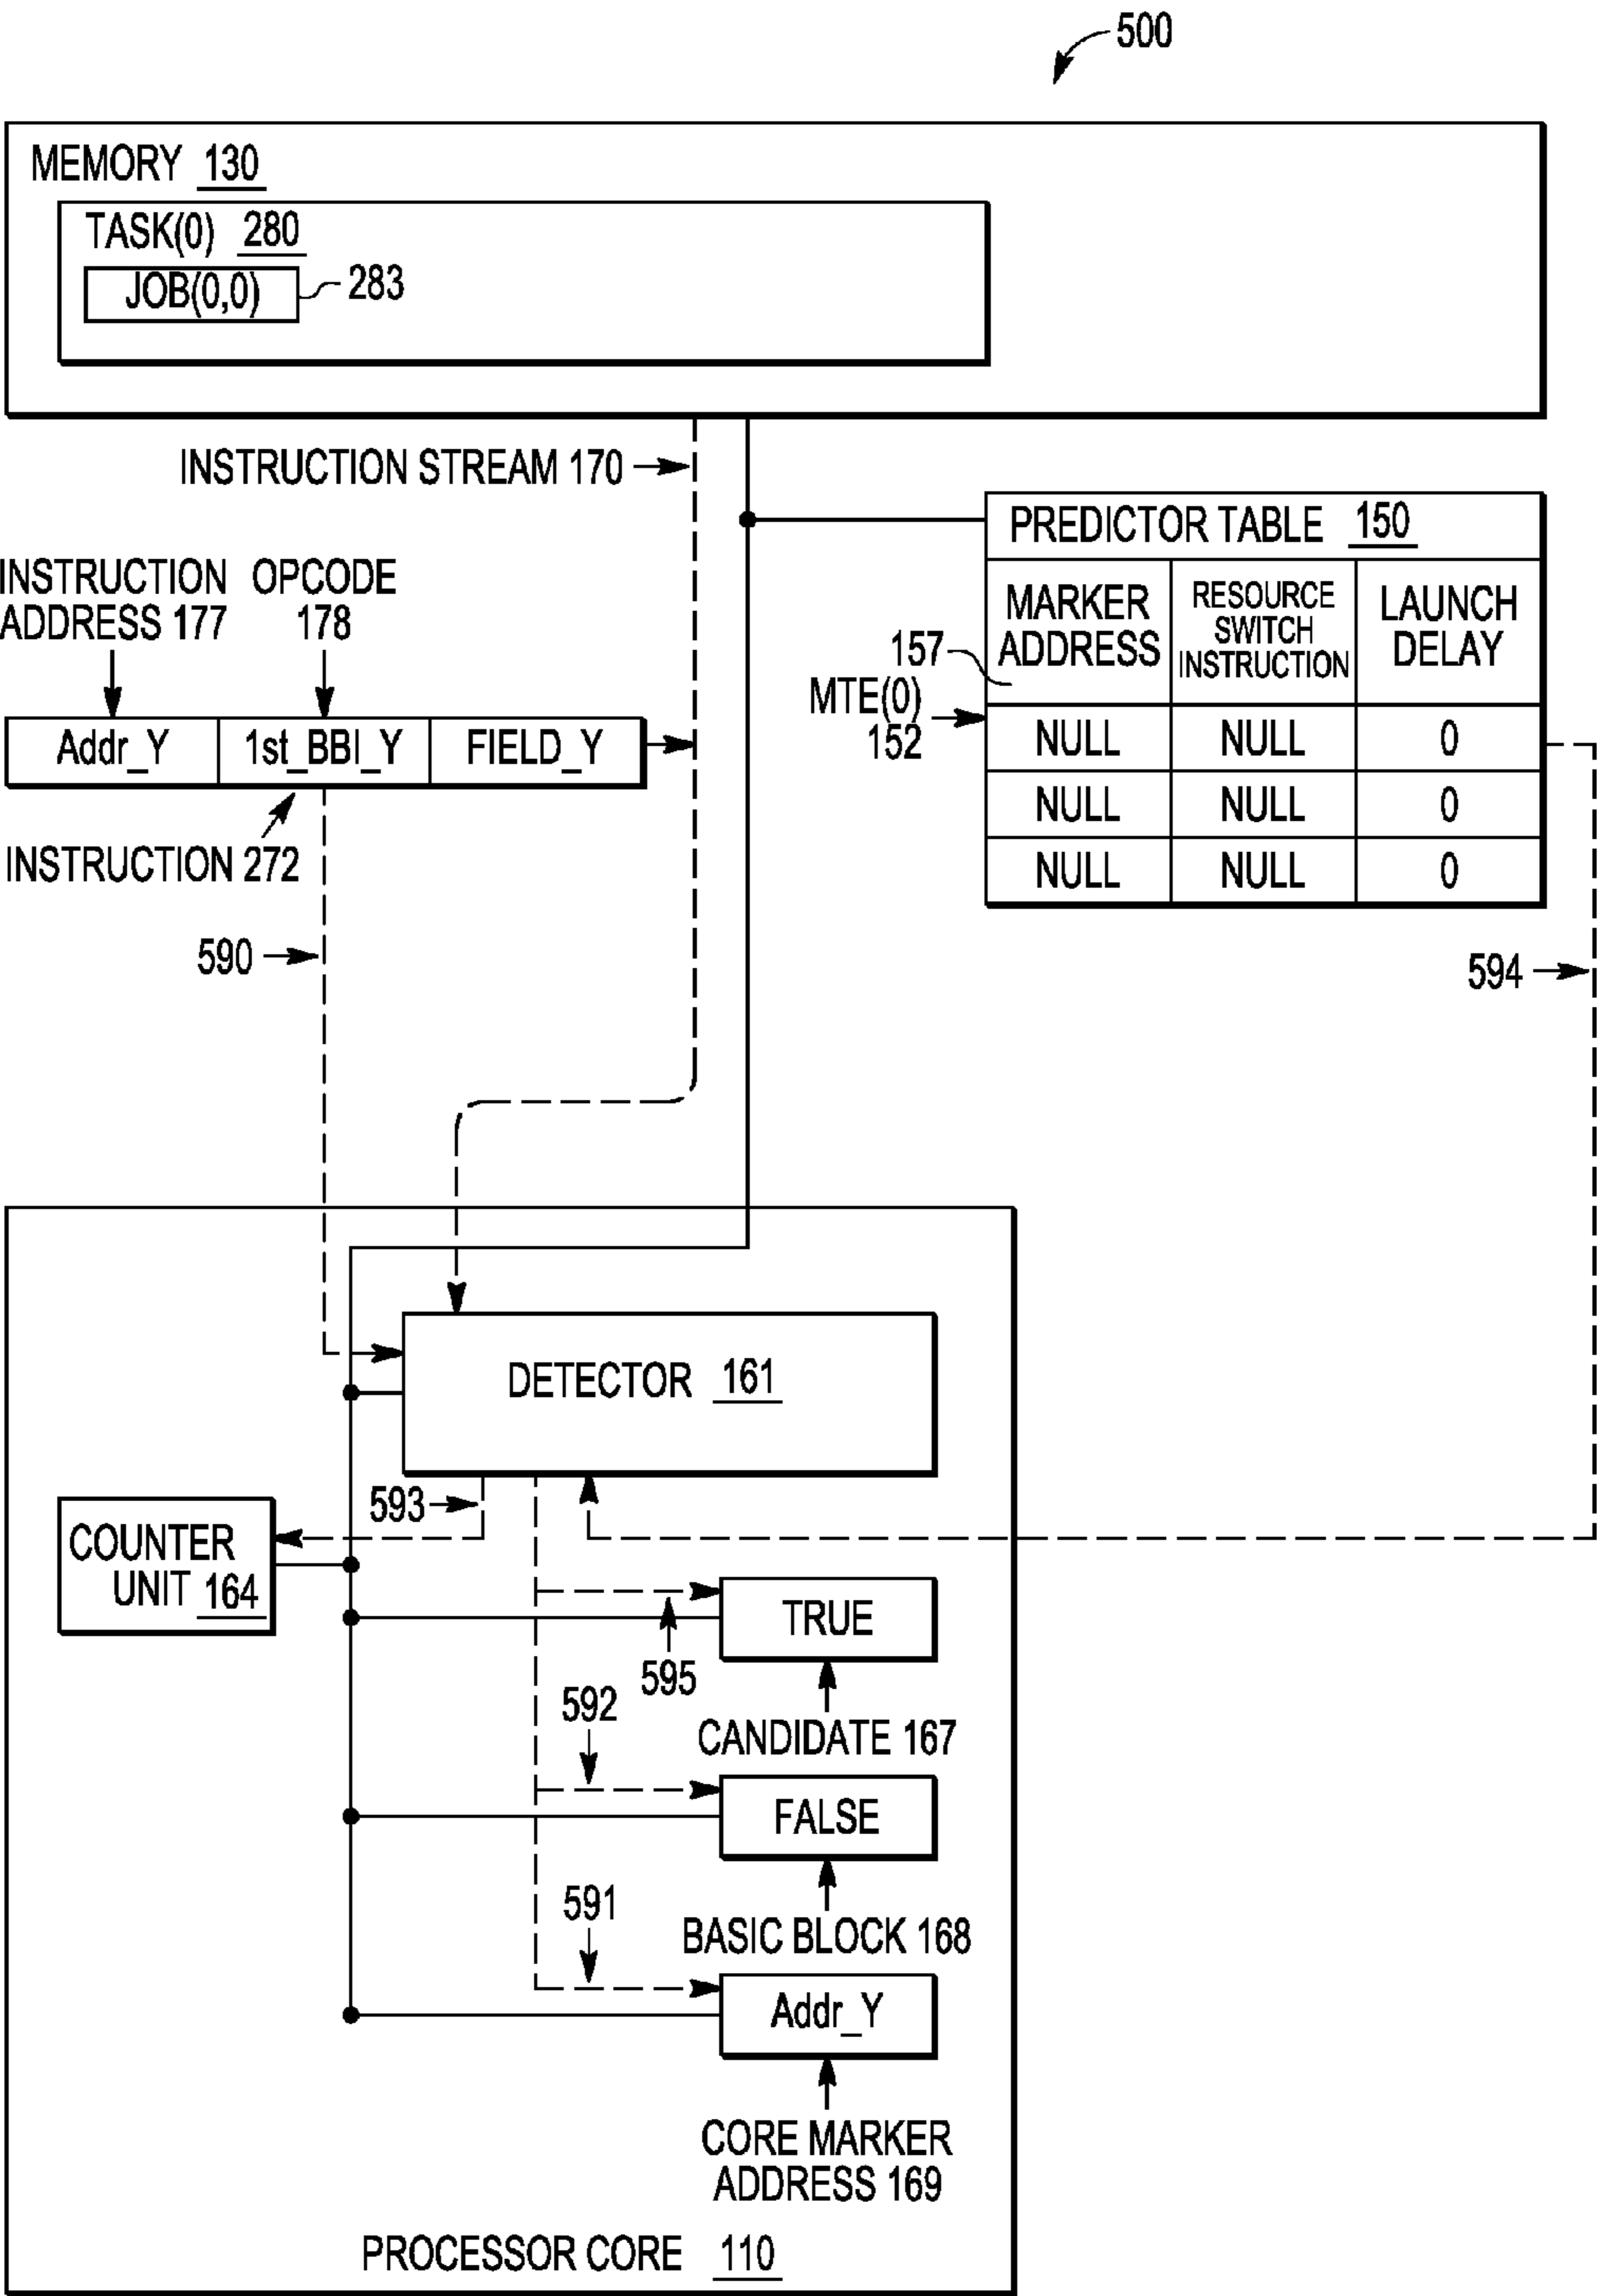 500
MEMORY 130
TASK(0) 280
JOB(0,0) 283
INSTRUCTION STREAM 170
PREDICTOR TABLE 150
MARKER ADDRESS
RESOURCE SWITCH INSTRUCTION
LAUNCH DELAY
157
MTE(0) 152
NULL NULL 0
NULL NULL 0
NULL NULL 0
INSTRUCTION ADDRESS 177
OPCODE 178
Addr_Y 1st_BBI_Y FIELD_Y
INSTRUCTION 272
590
594
DETECTOR 161
593
COUNTER UNIT 164
TRUE
595
CANDIDATE 167
592
FALSE
BASIC BLOCK 168
591
Addr_Y
CORE MARKER ADDRESS 169
PROCESSOR CORE 110